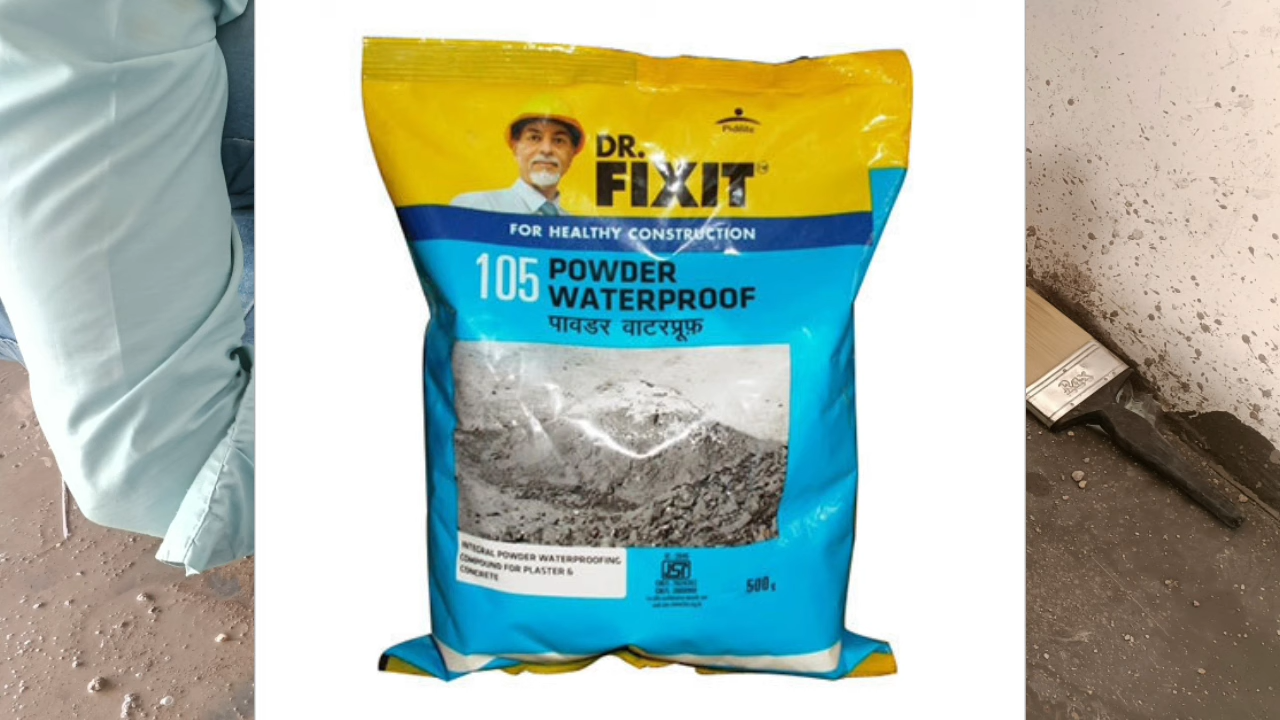 Pidilite
DR.
FIXIT
FOR HEALTHY CONSTRUCTION
105 POWDER
WATERPROOF
पावडर वाटरप्रूफ़
INTEGRAL POWDER WATERPROOFING
COMPOUND FOR PLASTER &
CONCRETE
ISI
500g